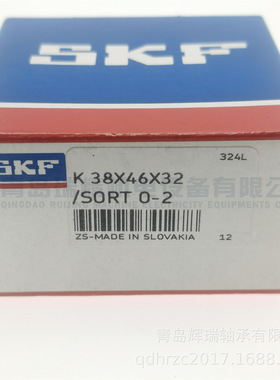 SKF
324L
SKF
K 38X46X32
/SORT 0-2
ZS-MADE IN SLOVAKIA 12
青岛辉瑞轴承有限公司
qdhrzc2017.1688.c